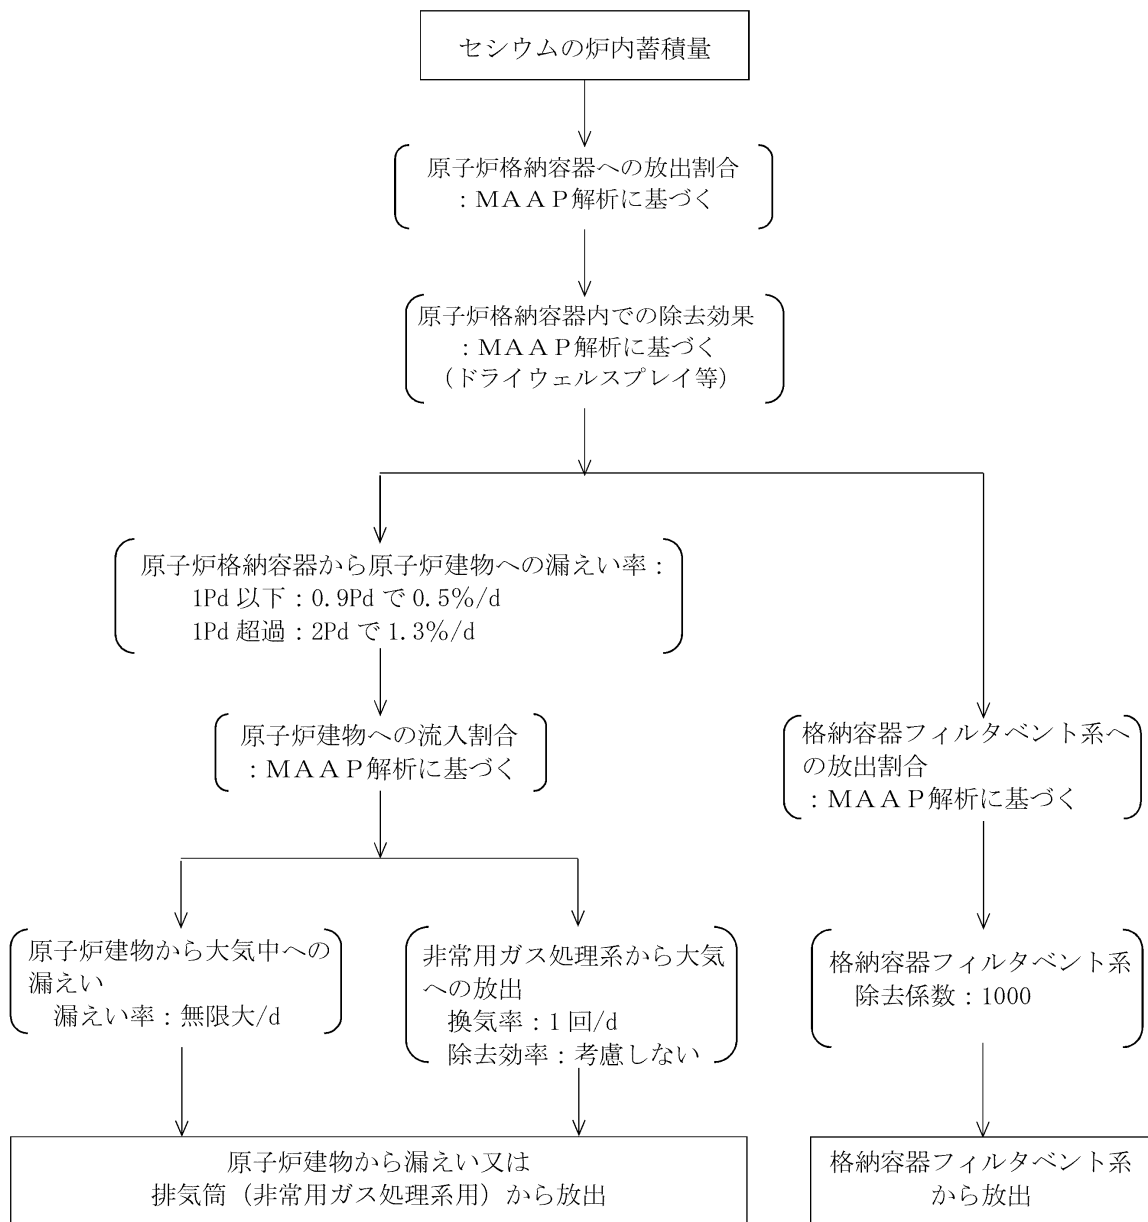 セシウムの炉内蓄積量
原子炉格納容器への放出割合
：ＭＡＡＰ解析に基づく
原子炉格納容器内での除去効果
：ＭＡＡＰ解析に基づく
（ドライウェルスプレイ等）
原子炉格納容器から原子炉建物への漏えい率：
1Pd 以下：0.9Pd で 0.5%/d
1Pd 超過：2Pd で 1.3%/d
原子炉建物への流入割合
：ＭＡＡＰ解析に基づく
格納容器フィルタベント系へ
の放出割合
：ＭＡＡＰ解析に基づく
原子炉建物から大気中への
漏えい
漏えい率：無限大/d
非常用ガス処理系から大気
への放出
換気率：1 回/d
除去効率：考慮しない
格納容器フィルタベント系
除去係数：1000
原子炉建物から漏えい又は
排気筒（非常用ガス処理系用）から放出
格納容器フィルタベント系
から放出